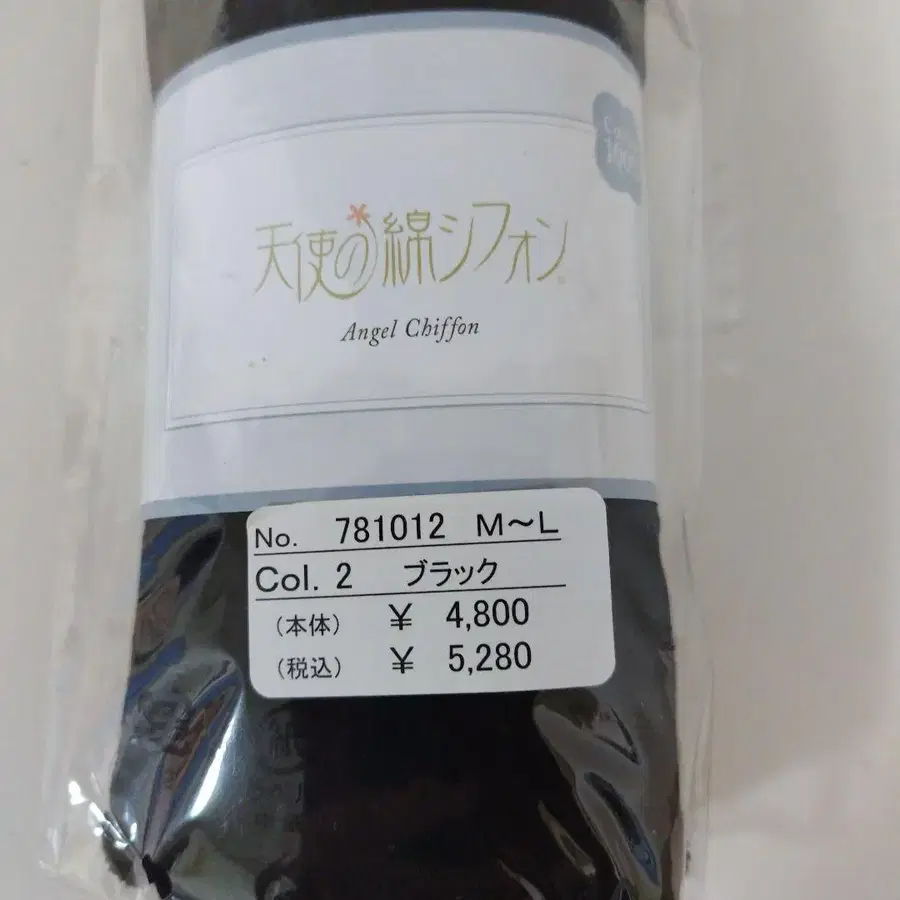 天使の綿シフォン
Angel Chiffon
No. 781012 M～L
Col. 2 ブラック
(本体) ¥ 4,800
(税込) ¥ 5,280